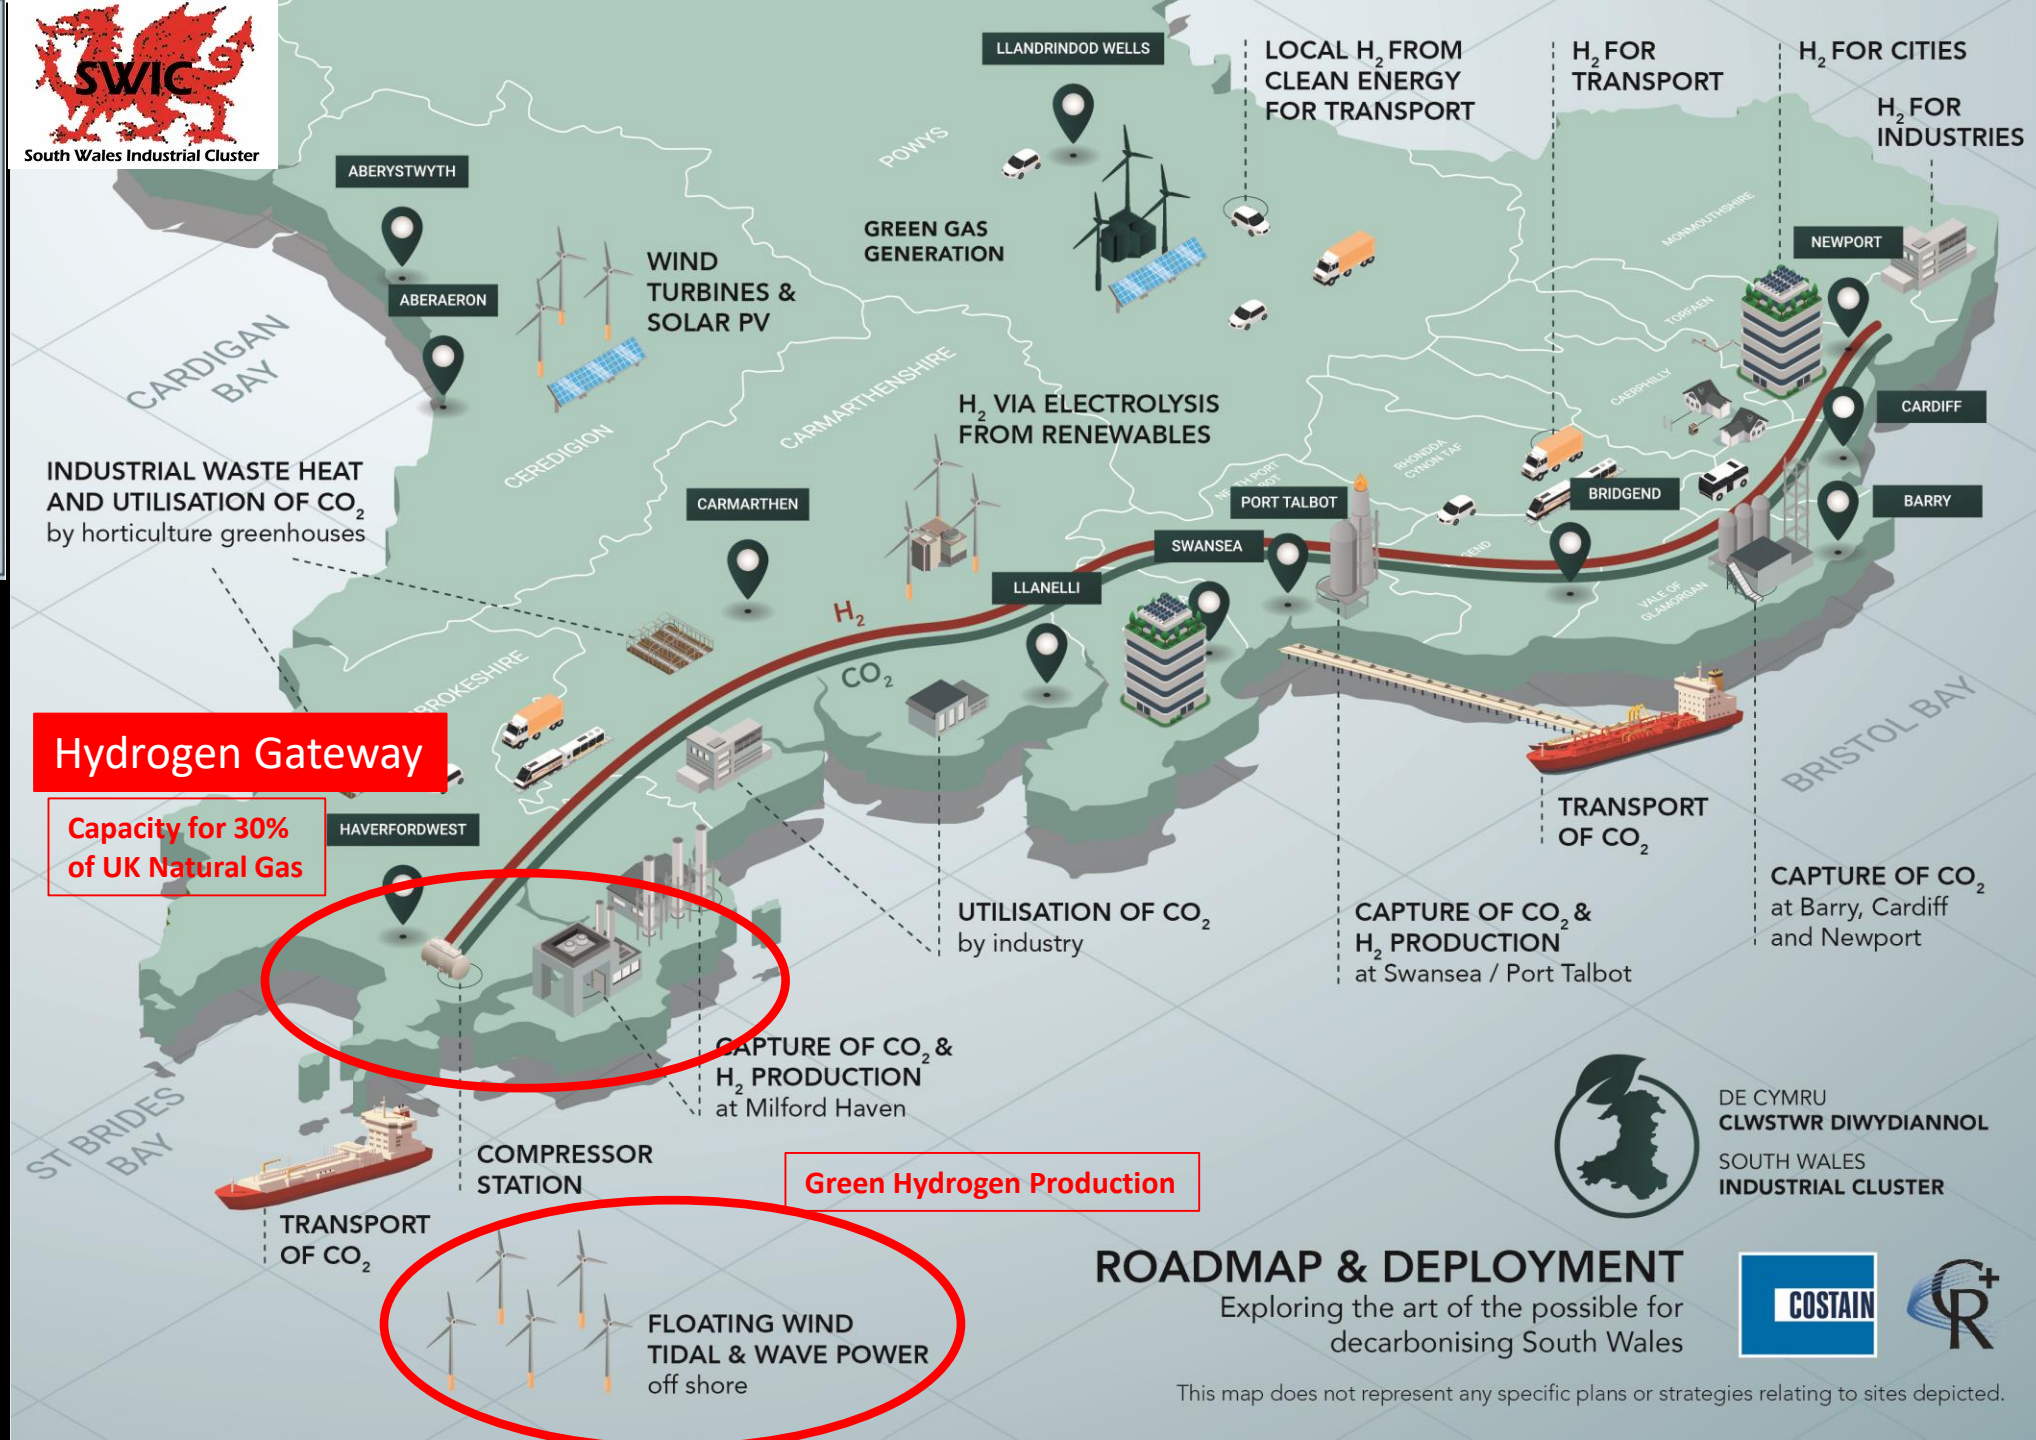 SWIC
South Wales Industrial Cluster
LLANDRINDOD WELLS
LOCAL H₂ FROM
CLEAN ENERGY
FOR TRANSPORT
H₂ FOR
TRANSPORT
H₂ FOR CITIES
H₂ FOR
INDUSTRIES
ABERYSTWYTH
POWYS
MONMOUTHSHIRE
GREEN GAS
GENERATION
NEWPORT
WIND
TURBINES &
SOLAR PV
ABERAERON
TORFAEN
CARDIGAN
BAY
CARMARTHENSHIRE
CAERPHILLY
H₂ VIA ELECTROLYSIS
FROM RENEWABLES
CARDIFF
CEREDIGION
RHONDDA
CYNON TAF
INDUSTRIAL WASTE HEAT
AND UTILISATION OF CO₂
by horticulture greenhouses
CARMARTHEN
PORT TALBOT
BRIDGEND
BARRY
SWANSEA
LLANELLI
VALE OF
GLAMORGAN
H₂
CO₂
BROKESHIRE
BRISTOL BAY
Hydrogen Gateway
Capacity for 30%
of UK Natural Gas
HAVERFORDWEST
TRANSPORT
OF CO₂
CAPTURE OF CO₂
at Barry, Cardiff
and Newport
UTILISATION OF CO₂
by industry
CAPTURE OF CO₂ &
H₂ PRODUCTION
at Swansea / Port Talbot
CAPTURE OF CO₂ &
H₂ PRODUCTION
at Milford Haven
ST BRIDES
BAY
COMPRESSOR
STATION
Green Hydrogen Production
DE CYMRU
CLWSTWR DIWYDIANNOL
SOUTH WALES
INDUSTRIAL CLUSTER
TRANSPORT
OF CO₂
FLOATING WIND
TIDAL & WAVE POWER
off shore
ROADMAP & DEPLOYMENT
Exploring the art of the possible for
decarbonising South Wales
COSTAIN
CR+
This map does not represent any specific plans or strategies relating to sites depicted.